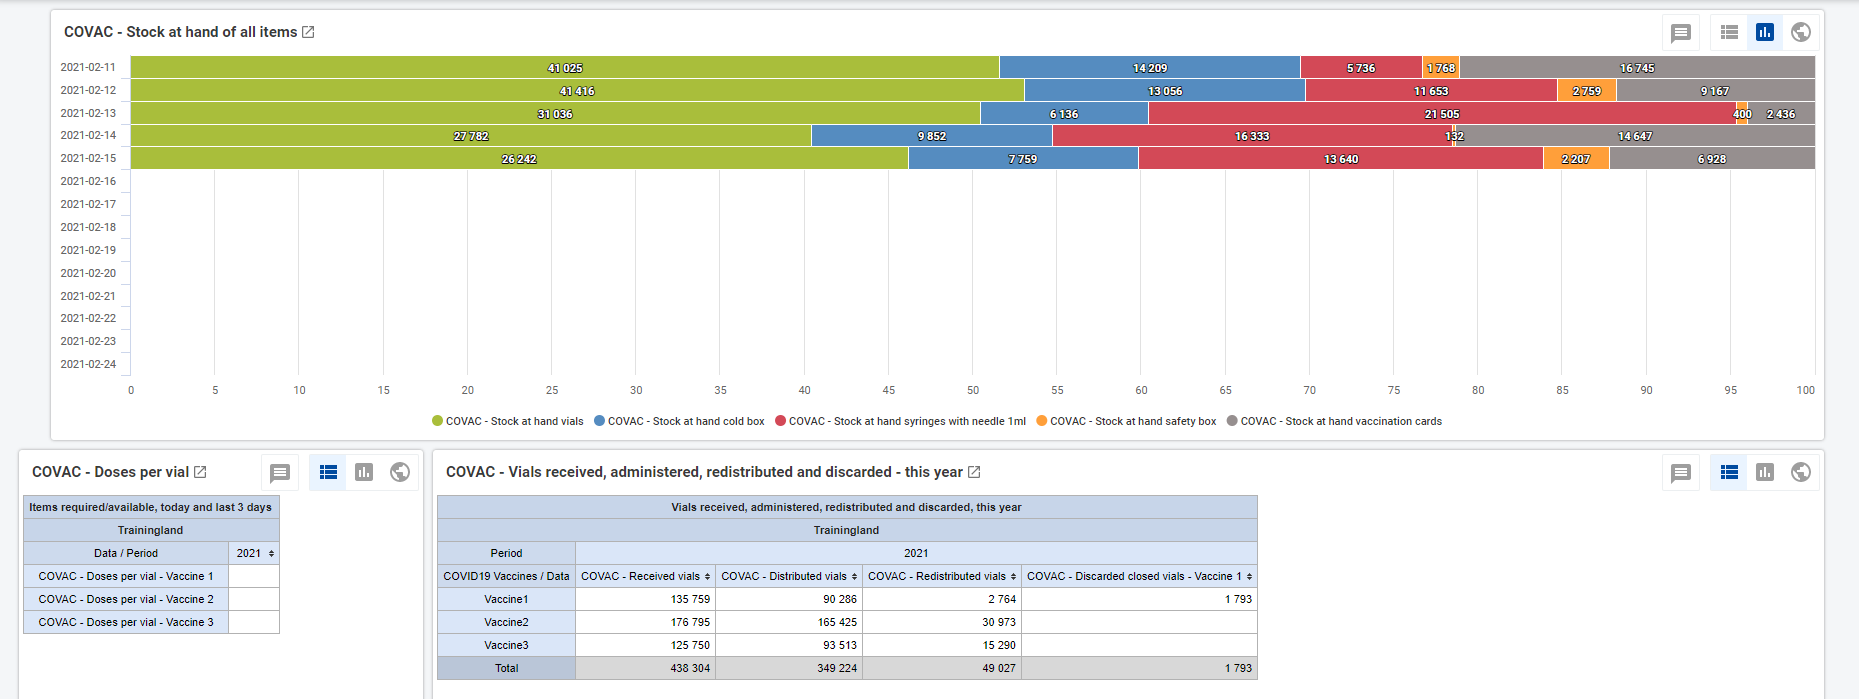 COVAC - Stock at hand of all items
2021-02-11 41 025 14 209 5 736 1 768 16 745
2021-02-12 41 416 13 056 11 653 2 759 9 167
2021-02-13 31 036 6 136 21 505 400 2 436
2021-02-14 27 782 9 852 16 333 132 14 647
2021-02-15 26 242 7 759 13 640 2 207 6 928
2021-02-16
2021-02-17
2021-02-18
2021-02-19
2021-02-20
2021-02-21
2021-02-22
2021-02-23
2021-02-24
0 5 10 15 20 25 30 35 40 45 50 55 60 65 70 75 80 85 90 95 100
COVAC - Stock at hand vials COVAC - Stock at hand cold box COVAC - Stock at hand syringes with needle 1ml COVAC - Stock at hand safety box COVAC - Stock at hand vaccination cards
COVAC - Doses per vial
Items required/available, today and last 3 days
Trainingland
Data / Period 2021
COVAC - Doses per vial - Vaccine 1
COVAC - Doses per vial - Vaccine 2
COVAC - Doses per vial - Vaccine 3
COVAC - Vials received, administered, redistributed and discarded - this year
Vials received, administered, redistributed and discarded, this year
Trainingland
Period 2021
COVID19 Vaccines / Data COVAC - Received vials COVAC - Distributed vials COVAC - Redistributed vials COVAC - Discarded closed vials - Vaccine 1
Vaccine1 135 759 90 286 2 764 1 793
Vaccine2 176 795 165 425 30 973
Vaccine3 125 750 93 513 15 290
Total 438 304 349 224 49 027 1 793